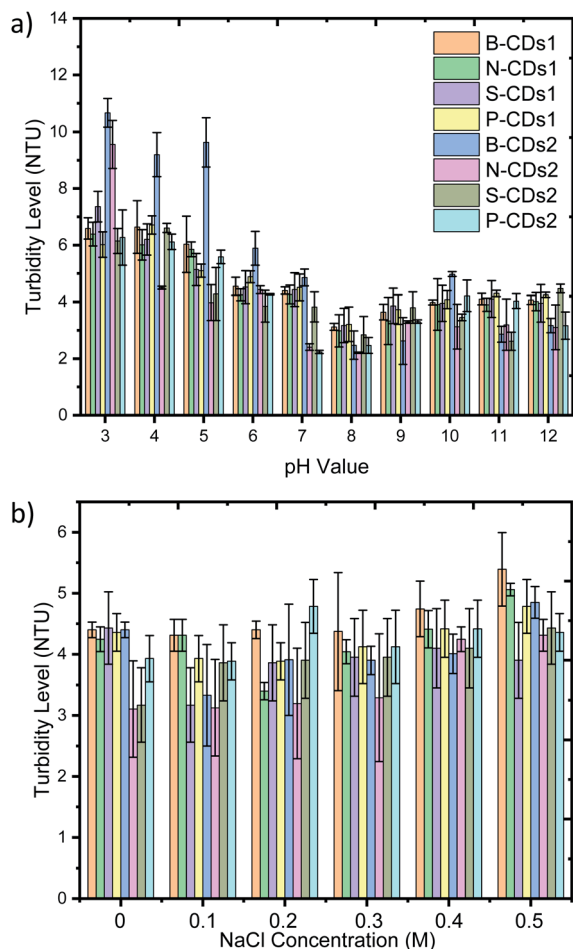 a)
14
12
10
8
6
4
2
0
Turbidity Level (NTU)
B-CDs1
N-CDs1
S-CDs1
P-CDs1
B-CDs2
N-CDs2
S-CDs2
P-CDs2
3 4 5 6 7 8 9 10 11 12
pH Value
b)
6
5
4
3
2
1
0
Turbidity Level (NTU)
0 0.1 0.2 0.3 0.4 0.5
NaCl Concentration (M)